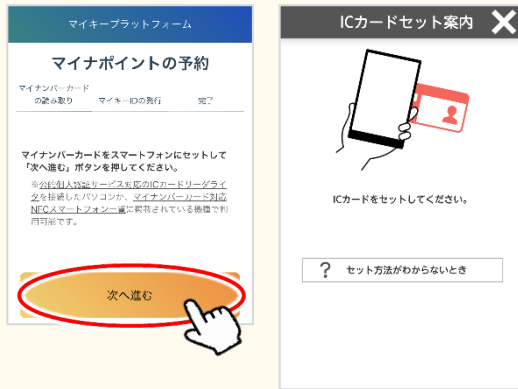 マイキープラットフォーム
マイナポイントの予約
マイナンバーカード
の読み取り
マイキーIDの発行
完了
マイナンバーカードをスマートフォンにセットして
「次へ進む」ボタンを押してください。
※公的個人認証サービス対応のICカードリーダライ
タを接続したパソコンか、マイナンバーカード対応
NFCスマートフォン一覧に掲載されている機種で利
用可能です。
次へ進む
ICカードセット案内
ICカードをセットしてください。
? セット方法がわからないとき